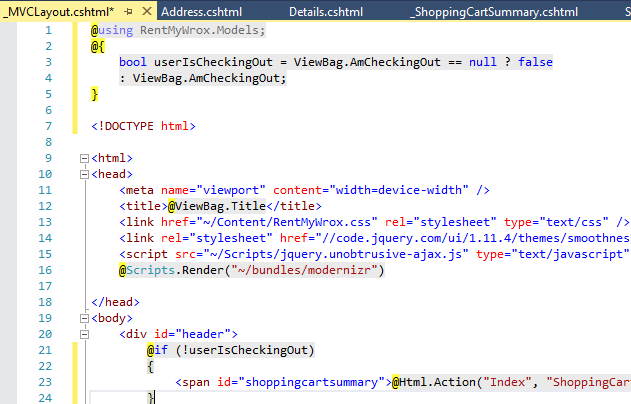 _MVCLayout.cshtml* Address.cshtml Details.cshtml _ShoppingCartSummary.cshtml S
1 @using RentMyWrox.Models;
2 @{
3 bool userIsCheckingOut = ViewBag.AmCheckingOut == null ? false
4 : ViewBag.AmCheckingOut;
5 }
6
7 <!DOCTYPE html>
8
9 <html>
10 <head>
11 <meta name="viewport" content="width=device-width" />
12 <title>@ViewBag.Title</title>
13 <link href="~/Content/RentMyWrox.css" rel="stylesheet" type="text/css" />
14 <link rel="stylesheet" href="//code.jquery.com/ui/1.11.4/themes/smoothnes
15 <script src="~/Scripts/jquery.unobtrusive-ajax.js" type="text/javascript"
16 @Scripts.Render("~/bundles/modernizr")
17
18 </head>
19 <body>
20 <div id="header">
21 @if (!userIsCheckingOut)
22 {
23 <span id="shoppingcartsummary">@Html.Action("Index", "ShoppingCar
24 }